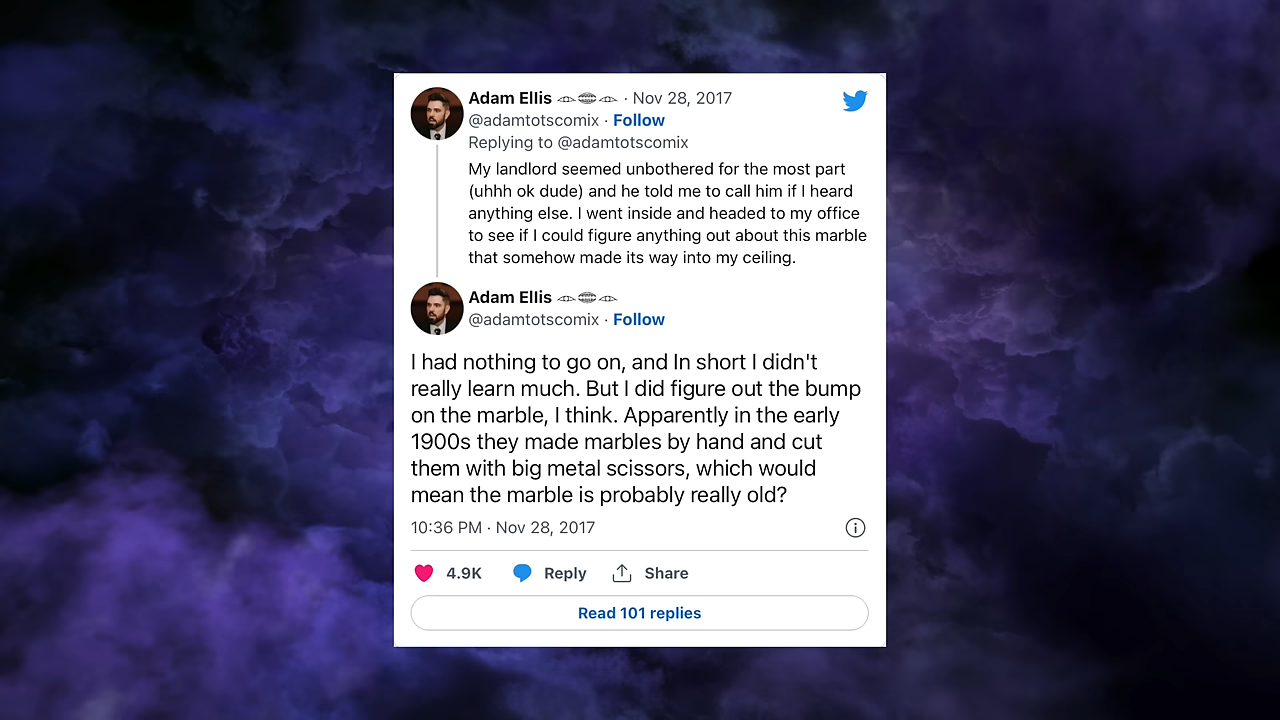 Adam Ellis · Nov 28, 2017
@adamtotscomix · Follow
Replying to @adamtotscomix
My landlord seemed unbothered for the most part
(uhhh ok dude) and he told me to call him if I heard
anything else. I went inside and headed to my office
to see if I could figure anything out about this marble
that somehow made its way into my ceiling.
Adam Ellis
@adamtotscomix · Follow
I had nothing to go on, and In short I didn't
really learn much. But I did figure out the bump
on the marble, I think. Apparently in the early
1900s they made marbles by hand and cut
them with big metal scissors, which would
mean the marble is probably really old?
10:36 PM · Nov 28, 2017
4.9K Reply Share
Read 101 replies